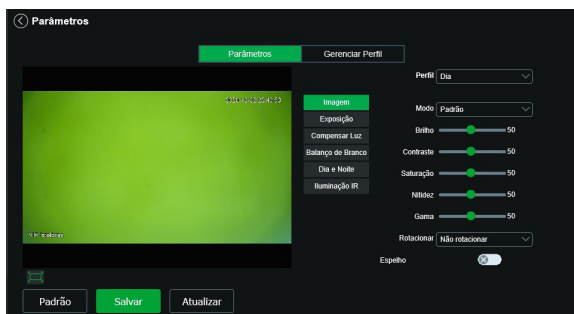 Parâmetros
Parâmetros Gerenciar Perfil
Perfil Dia
Imagem
Exposição
Compensar Luz
Balanço de Branco
Dia e Noite
Iluminação IR
Modo Padrão
Brilho 50
Contraste 50
Saturação 50
Nitidez 50
Gama 50
Rotacionar Não rotacionar
Espelho
Padrão Salvar Atualizar